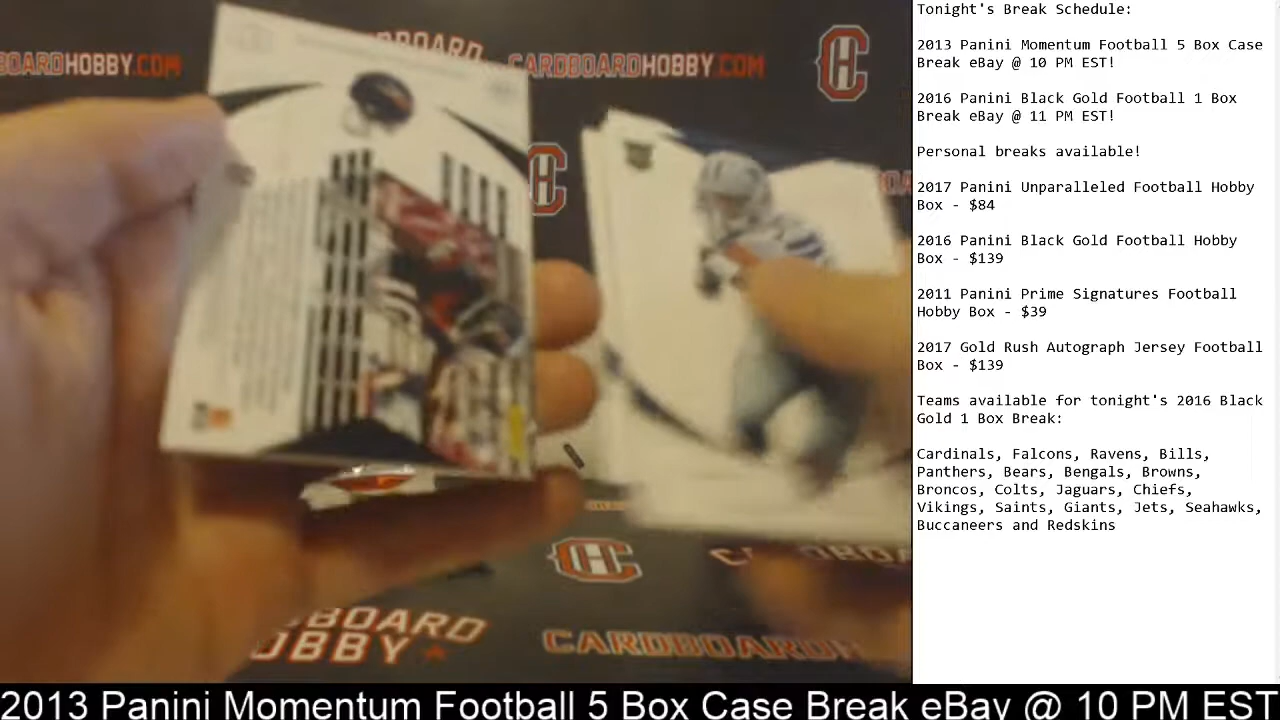 CARDBOARD
BOARDHOBBY.COM
CARDBOARDHOBBY.COM
BOARD
OBBY
CARDBOARDH
Tonight's Break Schedule:
2013 Panini Momentum Football 5 Box Case
Break eBay @ 10 PM EST!
2016 Panini Black Gold Football 1 Box
Break eBay @ 11 PM EST!
Personal breaks available!
2017 Panini Unparalleled Football Hobby
Box - $84
2016 Panini Black Gold Football Hobby
Box - $139
2011 Panini Prime Signatures Football
Hobby Box - $39
2017 Gold Rush Autograph Jersey Football
Box - $139
Teams available for tonight's 2016 Black
Gold 1 Box Break:
Cardinals, Falcons, Ravens, Bills,
Panthers, Bears, Bengals, Browns,
Broncos, Colts, Jaguars, Chiefs,
Vikings, Saints, Giants, Jets, Seahawks,
Buccaneers and Redskins
2013 Panini Momentum Football 5 Box Case Break eBay @ 10 PM EST